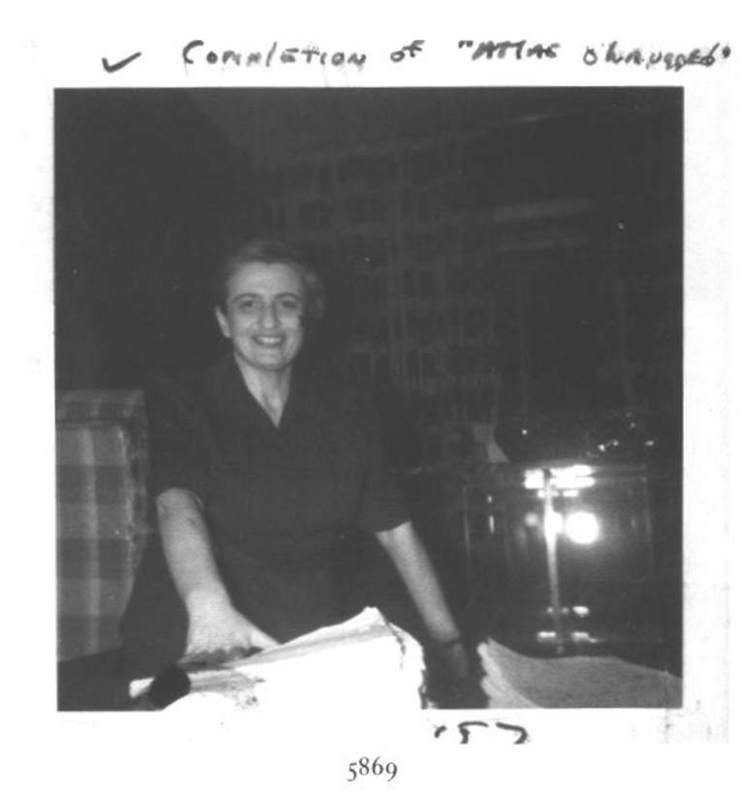 ✓ Completion of "Atlas Shrugged"
'57
5869